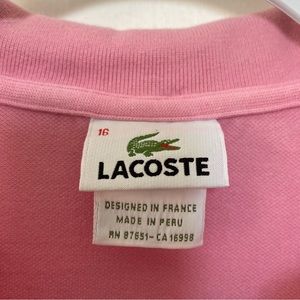 16
LACOSTE
DESIGNED IN FRANCE
MADE IN PERU
RN 87651-CA 16998